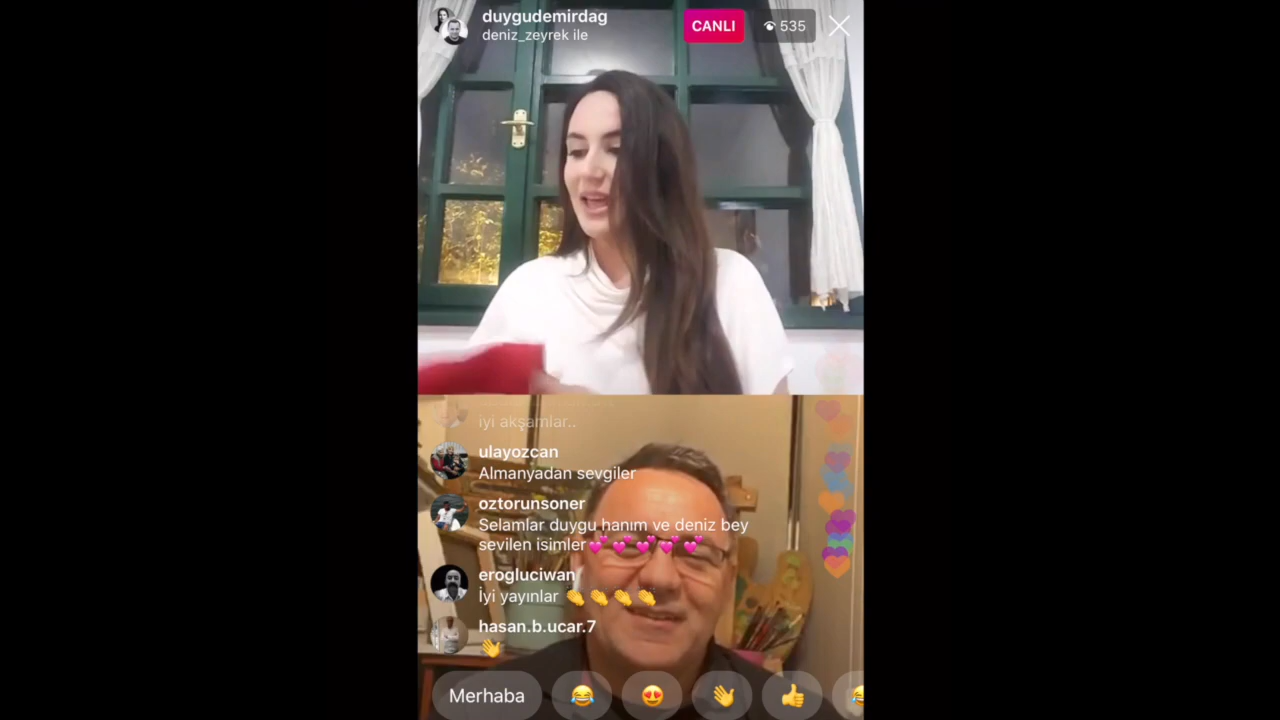 duygudemirdag
deniz_zeyrek ile
CANLI
535
iyi akşamlar..
ulayozcan
Almanyadan sevgiler
oztorunsoner
Selamlar duygu hanım ve deniz bey
sevilen isimler💕💕💕💕💕
erogluciwan
İyi yayınlar 👏👏👏👏
hasan.b.ucar.7
👋
Merhaba 😂 😍 👋 👍